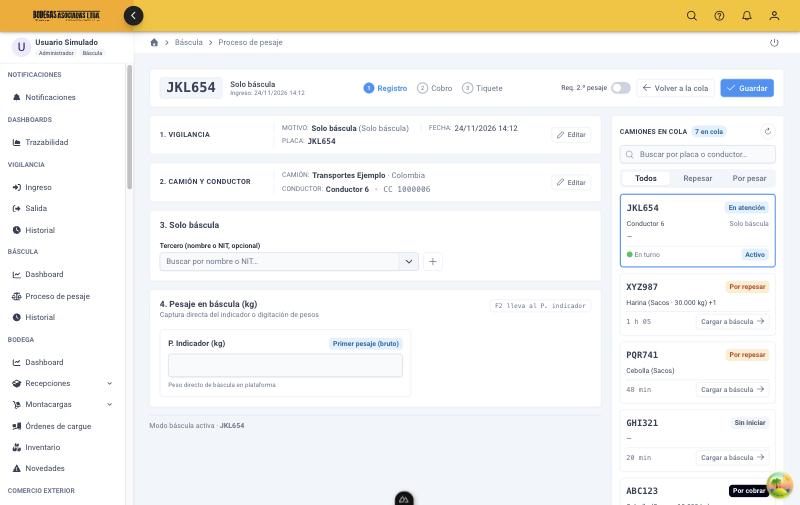 BODEGAS ASOCIADAS LTDA
U
Usuario Simulado
Administrador Báscula
NOTIFICACIONES
Notificaciones
DASHBOARDS
Trazabilidad
VIGILANCIA
Ingreso
Salida
Historial
BÁSCULA
Dashboard
Proceso de pesaje
Historial
BODEGA
Dashboard
Recepciones
Montacargas
Órdenes de cargue
Inventario
Novedades
COMERCIO EXTERIOR
Báscula
Proceso de pesaje
JKL654
Solo báscula
Ingreso: 24/11/2026 14:12
1 Registro
2 Cobro
3 Tiquete
Req. 2.º pesaje
Volver a la cola
Guardar
1. VIGILANCIA
MOTIVO: Solo báscula (Solo báscula)
FECHA: 24/11/2026 14:12
PLACA: JKL654
Editar
2. CAMIÓN Y CONDUCTOR
CAMIÓN: Transportes Ejemplo · Colombia
CONDUCTOR: Conductor 6 · CC 1000006
Editar
3. Solo báscula
Tercero (nombre o NIT, opcional)
Buscar por nombre o NIT...
4. Pesaje en báscula (kg)
Captura directa del indicador o digitación de pesos
F2 lleva al P. indicador
P. Indicador (kg)
Primer pesaje (bruto)
Peso directo de báscula en plataforma
Modo báscula activa · JKL654
CAMIONES EN COLA
7 en cola
Buscar por placa o conductor...
Todos
Repesar
Por pesar
JKL654
En atención
Conductor 6
Solo báscula
—
En turno
Activo
XYZ987
Por repesar
Harina (Sacos · 30.000 kg) +1
1 h 05
Cargar a báscula
PQR741
Por repesar
Cebolla (Sacos)
48 min
Cargar a báscula
GHI321
Sin iniciar
—
20 min
Cargar a báscula
ABC123
Por cobrar